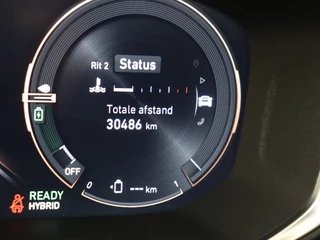 Rit 2 Status
Totale afstand
30486 km
OFF
0 --- km 1
READY
HYBRID